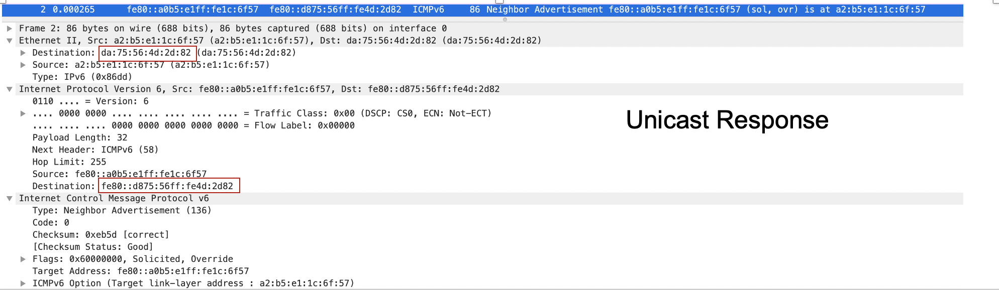 2 0.000265 fe80::a0b5:e1ff:fe1c:6f57 fe80::d875:56ff:fe4d:2d82 ICMPv6 86 Neighbor Advertisement fe80::a0b5:e1ff:fe1c:6f57 (sol, ovr) is at a2:b5:e1:1c:6f:57
Frame 2: 86 bytes on wire (688 bits), 86 bytes captured (688 bits) on interface 0
Ethernet II, Src: a2:b5:e1:1c:6f:57 (a2:b5:e1:1c:6f:57), Dst: da:75:56:4d:2d:82 (da:75:56:4d:2d:82)
Destination: da:75:56:4d:2d:82 (da:75:56:4d:2d:82)
Source: a2:b5:e1:1c:6f:57 (a2:b5:e1:1c:6f:57)
Type: IPv6 (0x86dd)
Internet Protocol Version 6, Src: fe80::a0b5:e1ff:fe1c:6f57, Dst: fe80::d875:56ff:fe4d:2d82
0110 .... = Version: 6
.... 0000 0000 .... .... .... .... .... = Traffic Class: 0x00 (DSCP: CS0, ECN: Not-ECT)
.... .... .... 0000 0000 0000 0000 0000 = Flow Label: 0x00000
Unicast Response
Payload Length: 32
Next Header: ICMPv6 (58)
Hop Limit: 255
Source: fe80::a0b5:e1ff:fe1c:6f57
Destination: fe80::d875:56ff:fe4d:2d82
Internet Control Message Protocol v6
Type: Neighbor Advertisement (136)
Code: 0
Checksum: 0xeb5d [correct]
[Checksum Status: Good]
Flags: 0x60000000, Solicited, Override
Target Address: fe80::a0b5:e1ff:fe1c:6f57
ICMPv6 Option (Target link-layer address : a2:b5:e1:1c:6f:57)